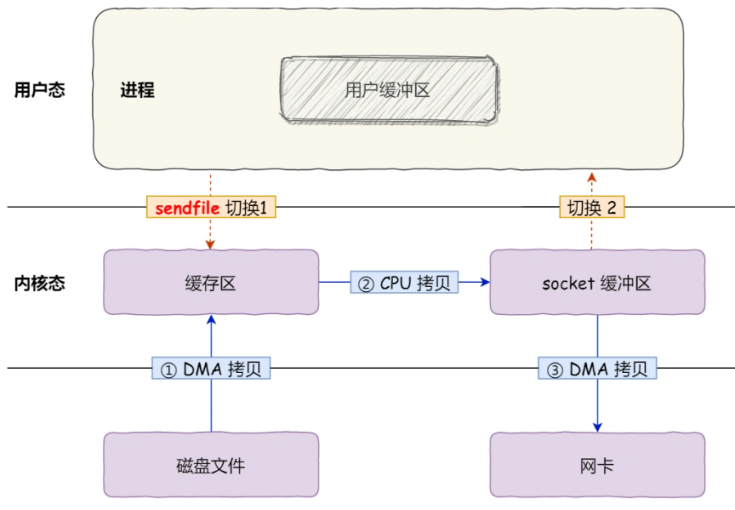 用户态
进程
用户缓冲区
sendfile 切换1
切换 2
内核态
缓存区
② CPU 拷贝
socket 缓冲区
① DMA 拷贝
③ DMA 拷贝
磁盘文件
网卡